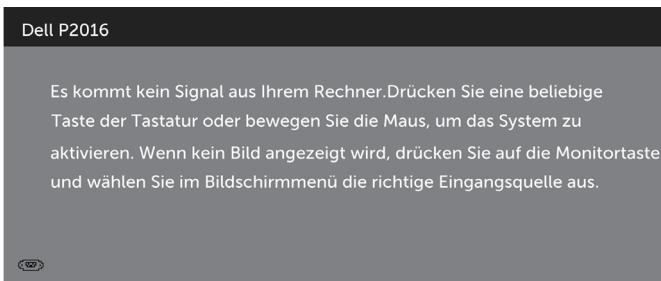 Dell P2016
Es kommt kein Signal aus Ihrem Rechner.Drücken Sie eine beliebige
Taste der Tastatur oder bewegen Sie die Maus, um das System zu
aktivieren. Wenn kein Bild angezeigt wird, drücken Sie auf die Monitortaste
und wählen Sie im Bildschirmmenü die richtige Eingangsquelle aus.